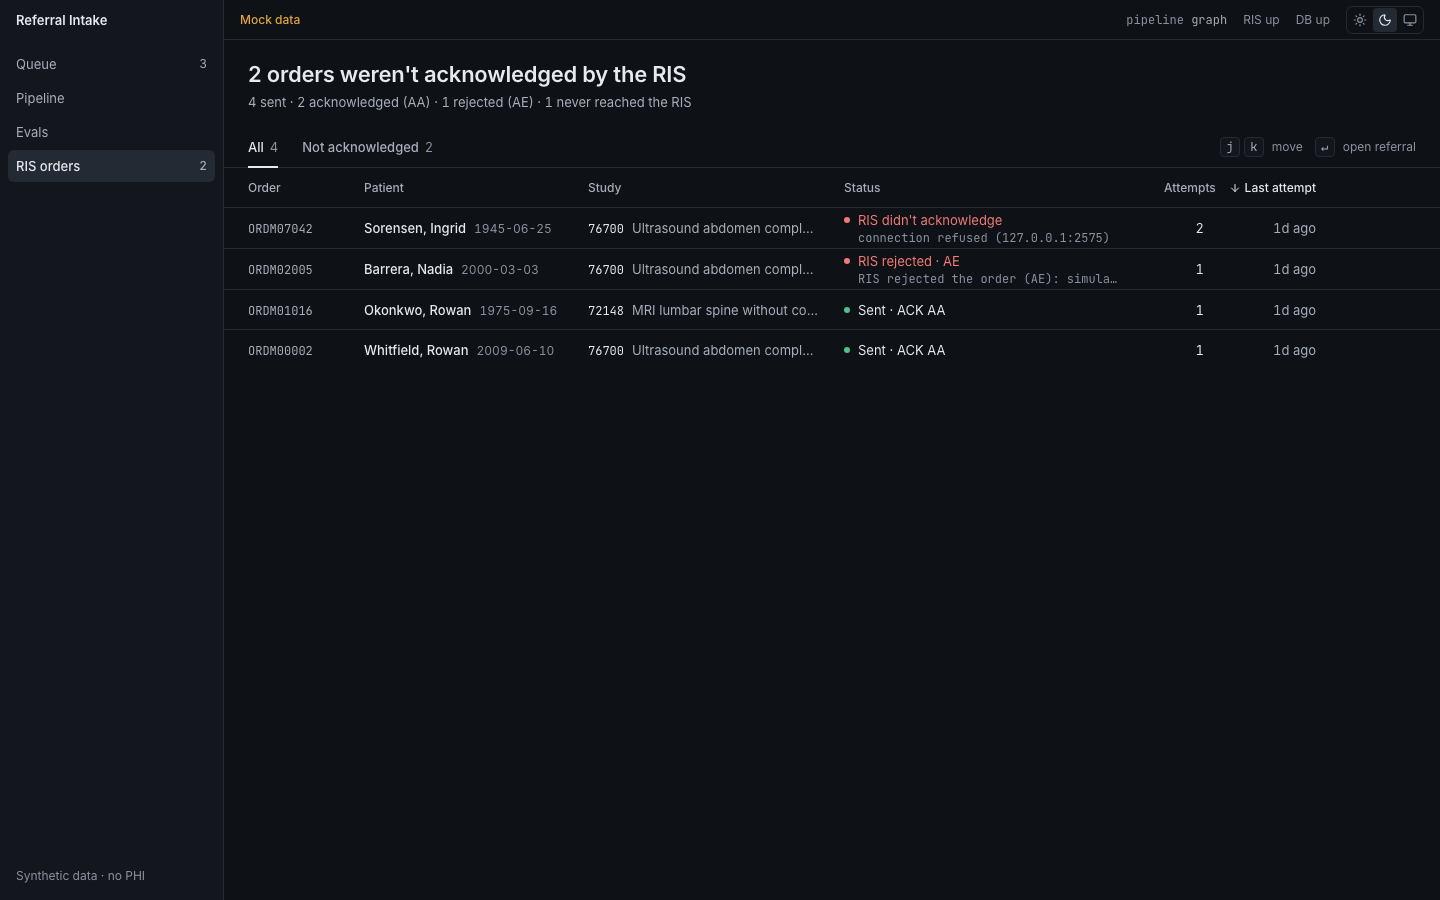 Referral Intake
Queue 3
Pipeline
Evals
RIS orders 2
Synthetic data · no PHI
Mock data
pipeline graph RIS up DB up
2 orders weren't acknowledged by the RIS
4 sent · 2 acknowledged (AA) · 1 rejected (AE) · 1 never reached the RIS
All 4 Not acknowledged 2
j k move ↵ open referral
Order Patient Study Status Attempts ↓ Last attempt
ORDM07042 Sorensen, Ingrid 1945-06-25 76700 Ultrasound abdomen compl… RIS didn't acknowledge 2 1d ago
connection refused (127.0.0.1:2575)
ORDM02005 Barrera, Nadia 2000-03-03 76700 Ultrasound abdomen compl… RIS rejected · AE 1 1d ago
RIS rejected the order (AE): simula…
ORDM01016 Okonkwo, Rowan 1975-09-16 72148 MRI lumbar spine without co… Sent · ACK AA 1 1d ago
ORDM00002 Whitfield, Rowan 2009-06-10 76700 Ultrasound abdomen compl… Sent · ACK AA 1 1d ago